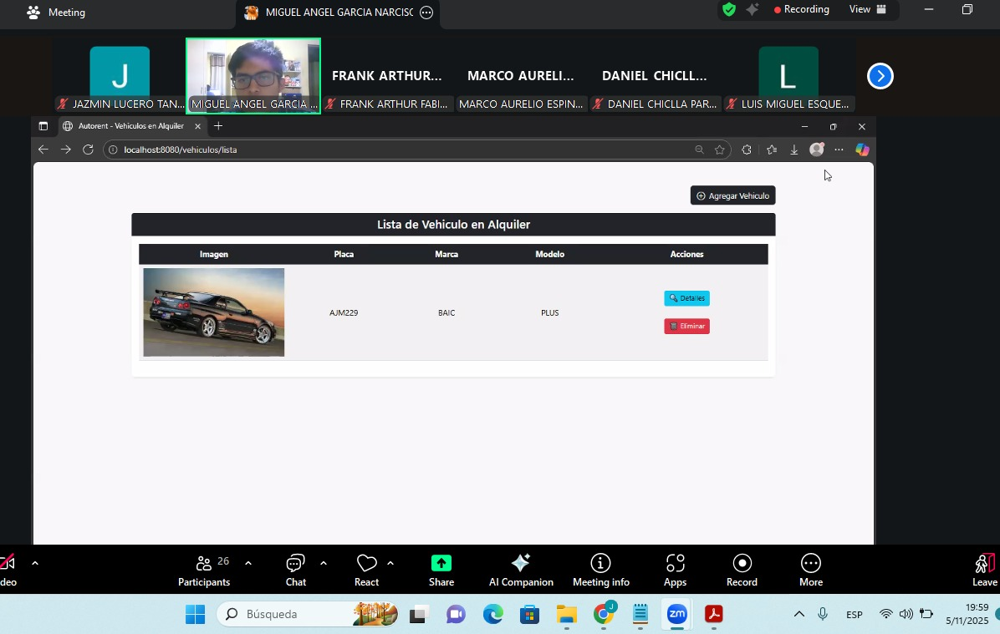 Meeting
MIGUEL ANGEL GARCIA NARCISC
Recording
View
J
FRANK ARTHUR...
MARCO AURELI...
DANIEL CHICLL...
L
JAZMIN LUCERO TAN...
MIGUEL ANGEL GARCIA ...
FRANK ARTHUR FABI...
MARCO AURELIO ESPIN...
DANIEL CHICLLA PAR...
LUIS MIGUEL ESQUE...
Autorent - Vehiculos en Alquiler
localhost:8080/vehiculos/lista
Agregar Vehiculo
Lista de Vehiculo en Alquiler
Imagen Placa Marca Modelo Acciones
AJM229 BAIC PLUS
Detalles
Eliminar
deo
Participants
26
Chat
React
Share
AI Companion
Meeting info
Apps
Record
More
Leave
Búsqueda
J
zm
ESP
19:59
5/11/2025